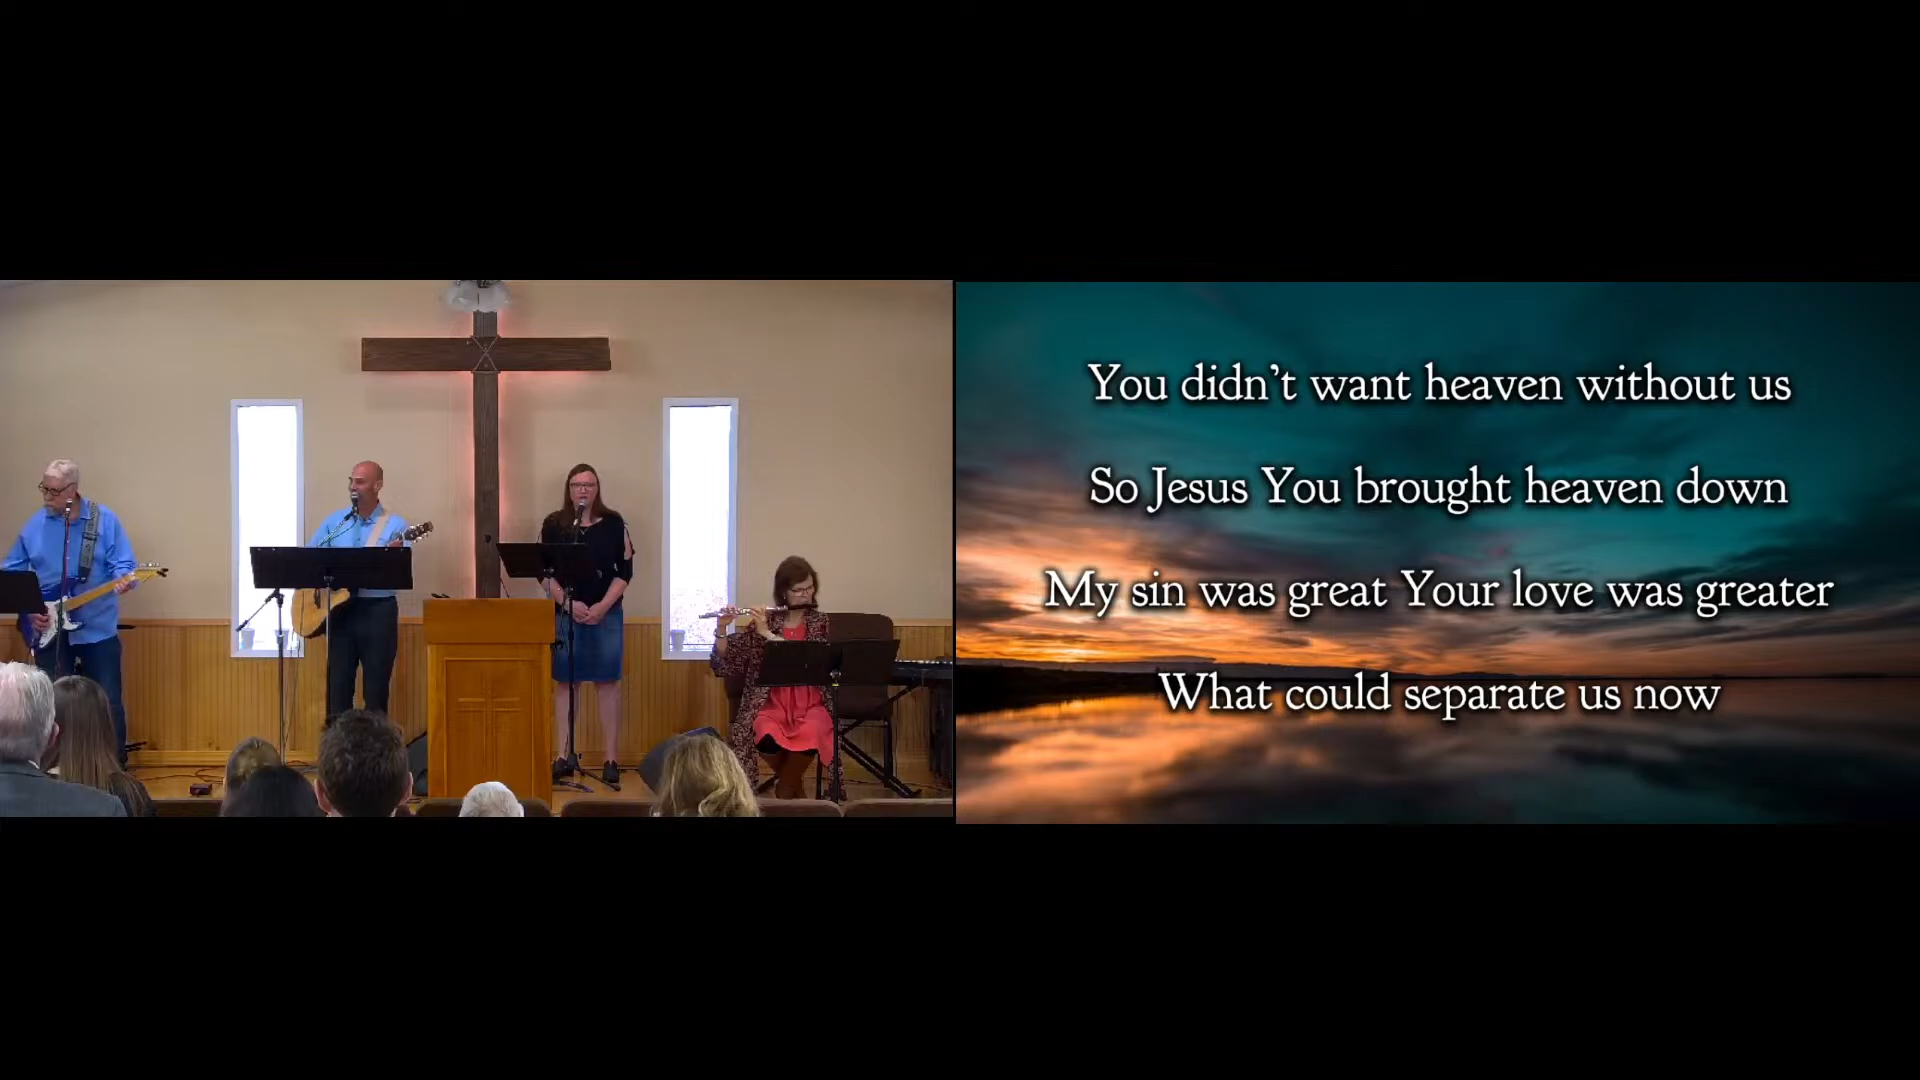 You didn't want heaven without us
So Jesus You brought heaven down
My sin was great Your love was greater
What could separate us now